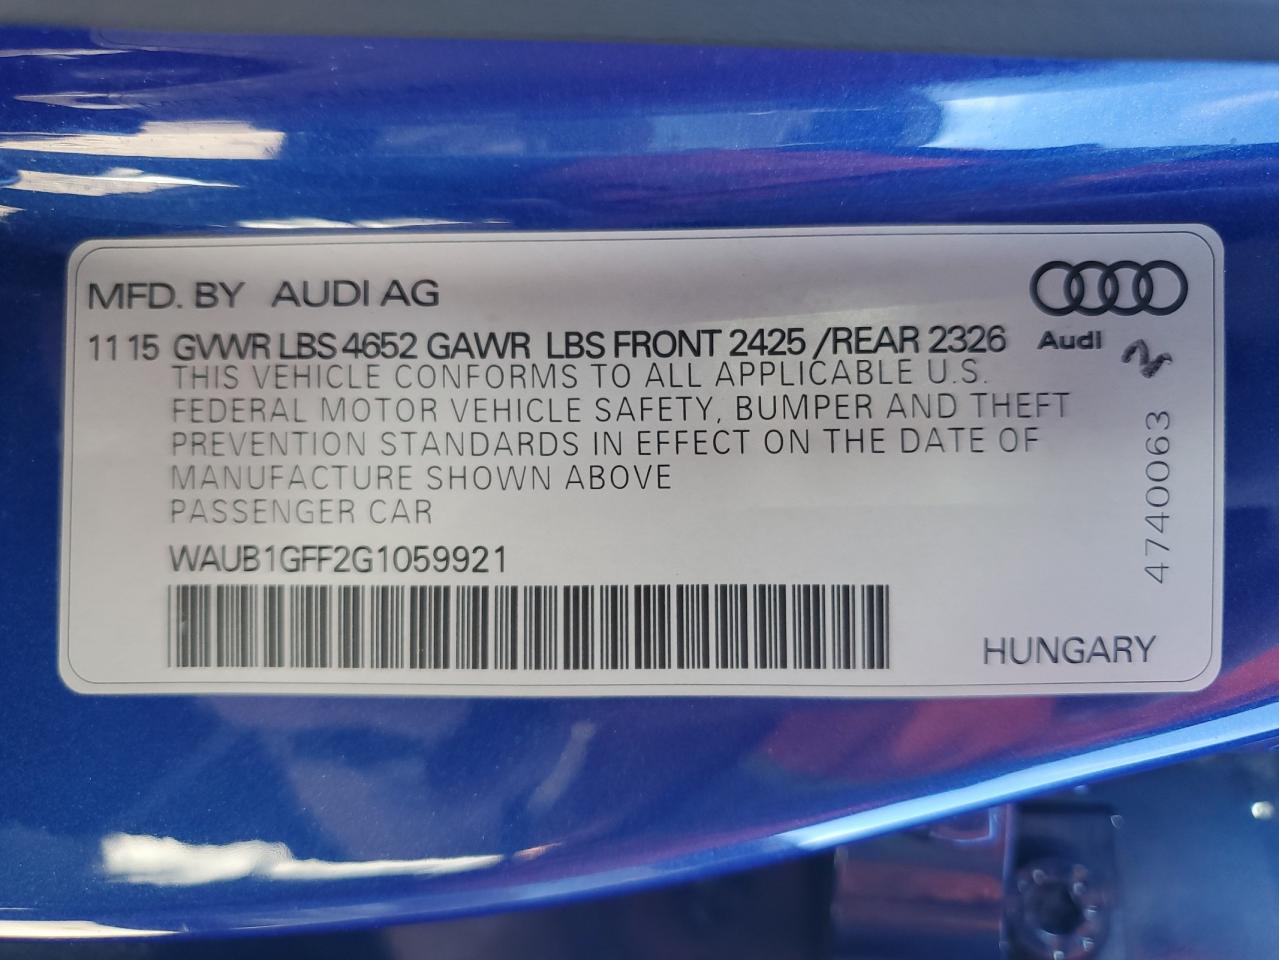 MFD. BY AUDI AG
11 15 GVWR LBS 4652 GAWR LBS FRONT 2425 /REAR 2326
Audi
THIS VEHICLE CONFORMS TO ALL APPLICABLE U.S.
FEDERAL MOTOR VEHICLE SAFETY, BUMPER AND THEFT
PREVENTION STANDARDS IN EFFECT ON THE DATE OF
MANUFACTURE SHOWN ABOVE
PASSENGER CAR
WAUB1GFF2G1059921
HUNGARY
4740063